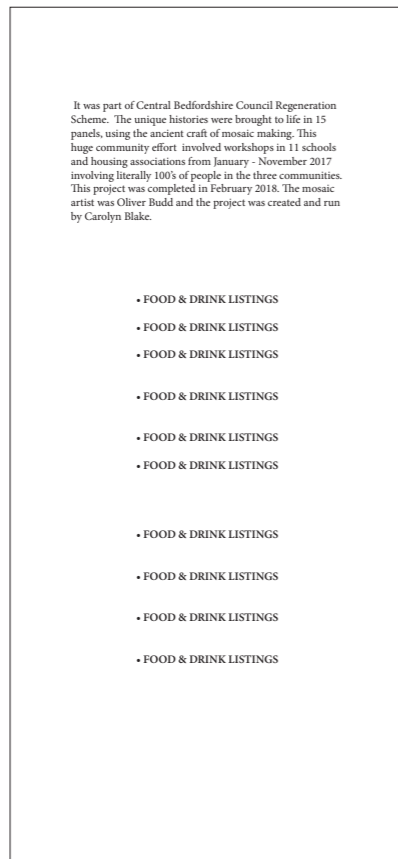 It was part of Central Bedfordshire Council Regeneration
Scheme.  The unique histories were brought to life in 15
panels, using the ancient craft of mosaic making. This
huge community effort  involved workshops in 11 schools
and housing associations from January - November 2017
involving literally 100's of people in the three communities.
This project was completed in February 2018. The mosaic
artist was Oliver Budd and the project was created and run
by Carolyn Blake.
• FOOD & DRINK LISTINGS
• FOOD & DRINK LISTINGS
• FOOD & DRINK LISTINGS
• FOOD & DRINK LISTINGS
• FOOD & DRINK LISTINGS
• FOOD & DRINK LISTINGS
• FOOD & DRINK LISTINGS
• FOOD & DRINK LISTINGS
• FOOD & DRINK LISTINGS
• FOOD & DRINK LISTINGS